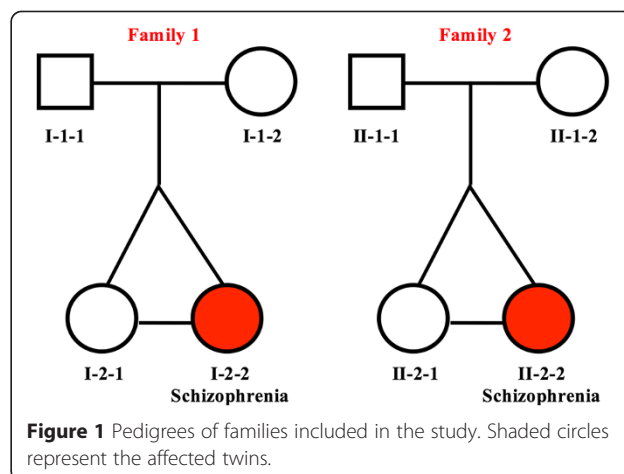 Family 1 Family 2
I-1-1 I-1-2 II-1-1 II-1-2
I-2-1 I-2-2 II-2-1 II-2-2
Schizophrenia Schizophrenia
Figure 1 Pedigrees of families included in the study. Shaded circles
represent the affected twins.